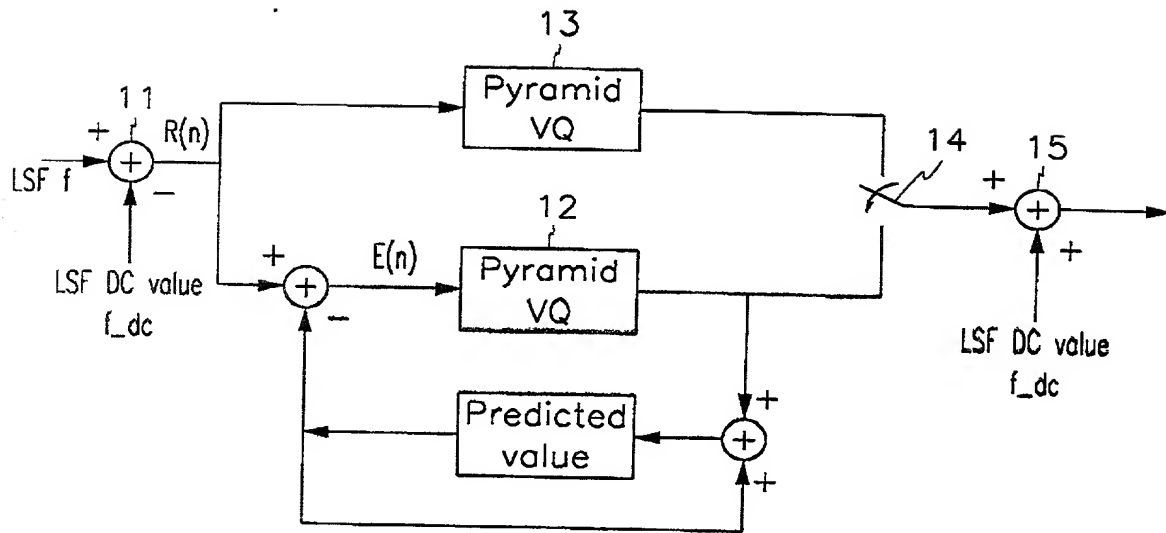 13
Pyramid
VQ
11
+
R(n)
+
LSF f
−
LSF DC value
f_dc
14
15
+
+
+
LSF DC value
f_dc
12
+
E(n)
Pyramid
VQ
+
−
Predicted
value
+
+
+